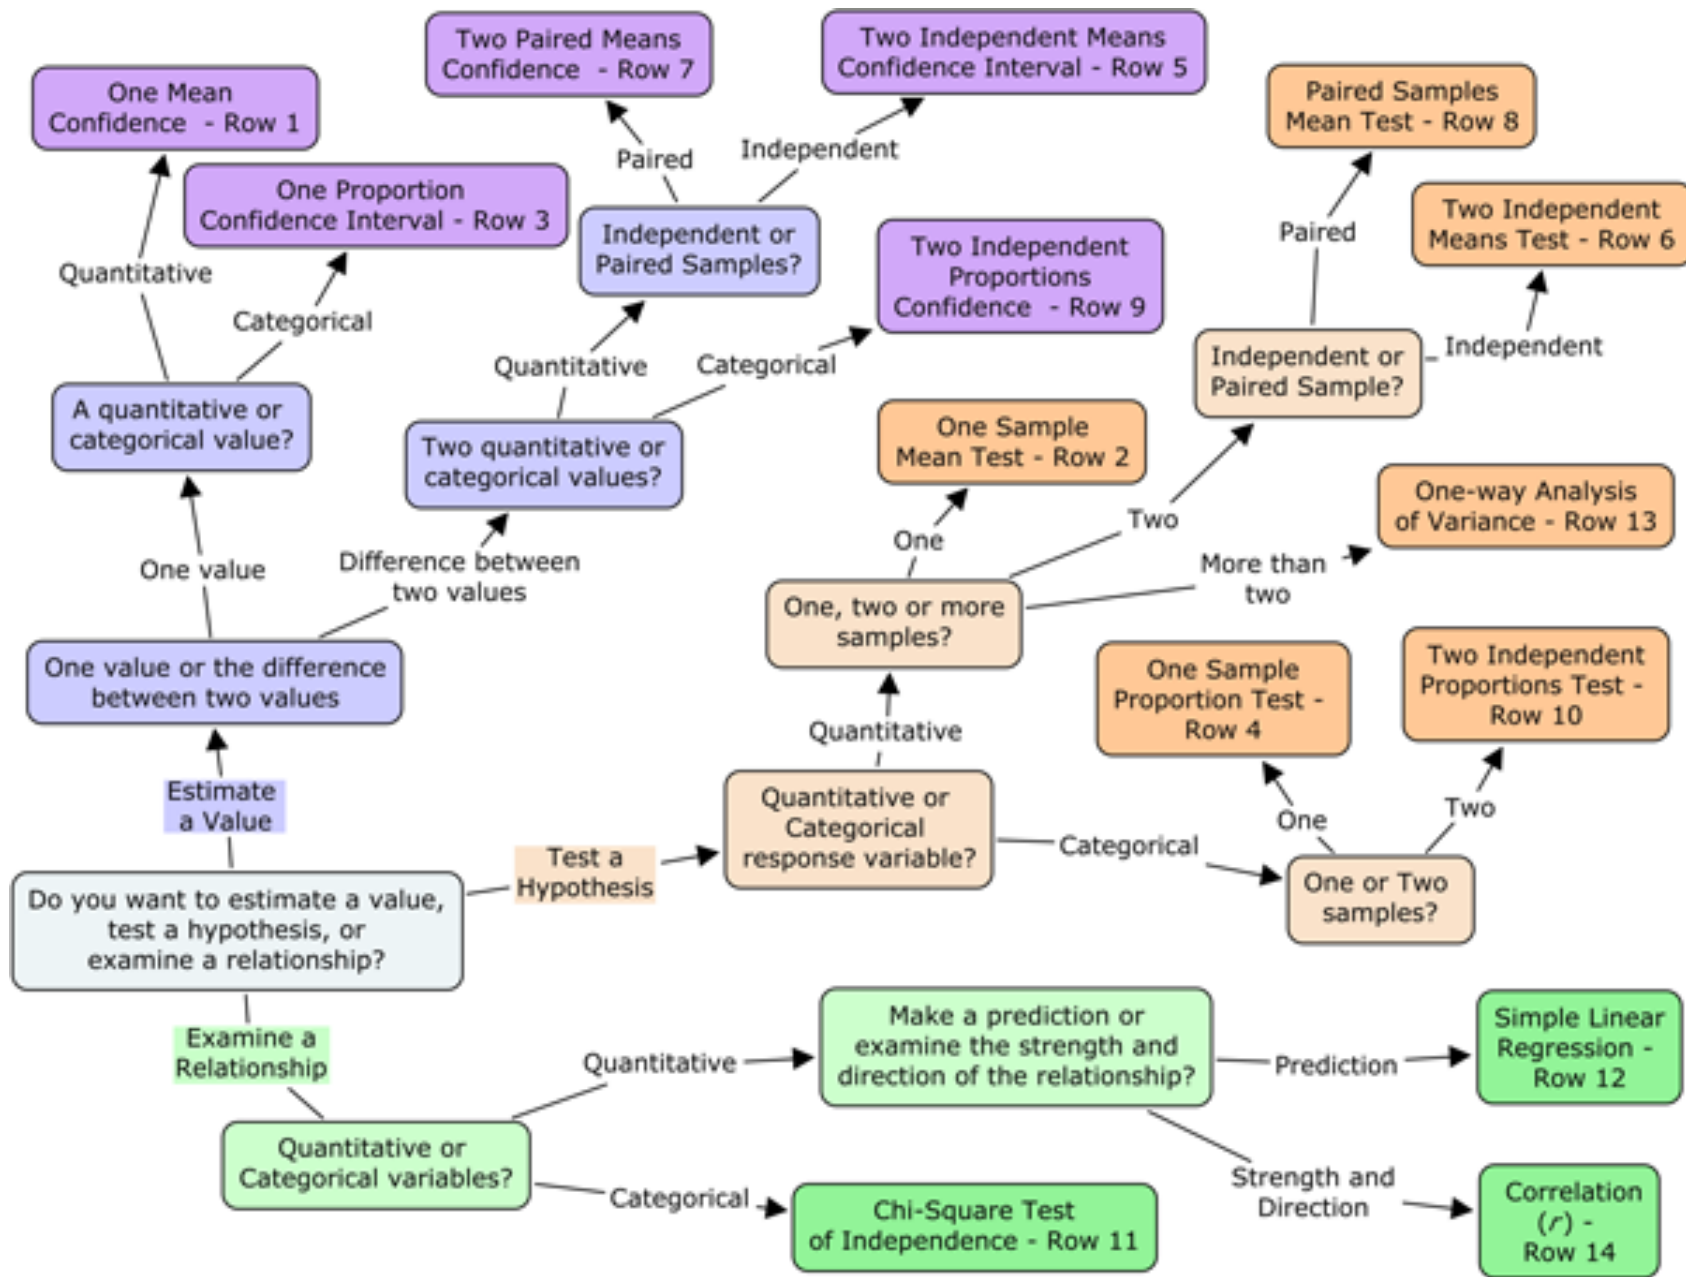 Two Paired Means
Confidence  - Row 7
Two Independent Means
Confidence Interval - Row 5
One Mean
Confidence  - Row 1
Paired Samples
Mean Test - Row 8
Paired
Independent
One Proportion
Confidence Interval - Row 3
Independent or
Paired Samples?
Two Independent
Means Test - Row 6
Quantitative
Categorical
Two Independent
Proportions
Confidence  - Row 9
Paired
Quantitative
Categorical
Independent or
Paired Sample?
Independent
A quantitative or
categorical value?
Two quantitative or
categorical values?
One Sample
Mean Test - Row 2
One-way Analysis
of Variance - Row 13
One value
Difference between
two values
One
Two
More than
two
One, two or more
samples?
One value or the difference
between two values
One Sample
Proportion Test -
Row 4
Two Independent
Proportions Test -
Row 10
Quantitative
Estimate
a Value
Quantitative or
Categorical
response variable?
One
Two
Categorical
Test a
Hypothesis
One or Two
samples?
Do you want to estimate a value,
test a hypothesis, or
examine a relationship?
Examine a
Relationship
Quantitative
Make a prediction or
examine the strength and
direction of the relationship?
Prediction
Simple Linear
Regression -
Row 12
Quantitative or
Categorical variables?
Categorical
Chi-Square Test
of Independence - Row 11
Strength and
Direction
Correlation
(r) -
Row 14